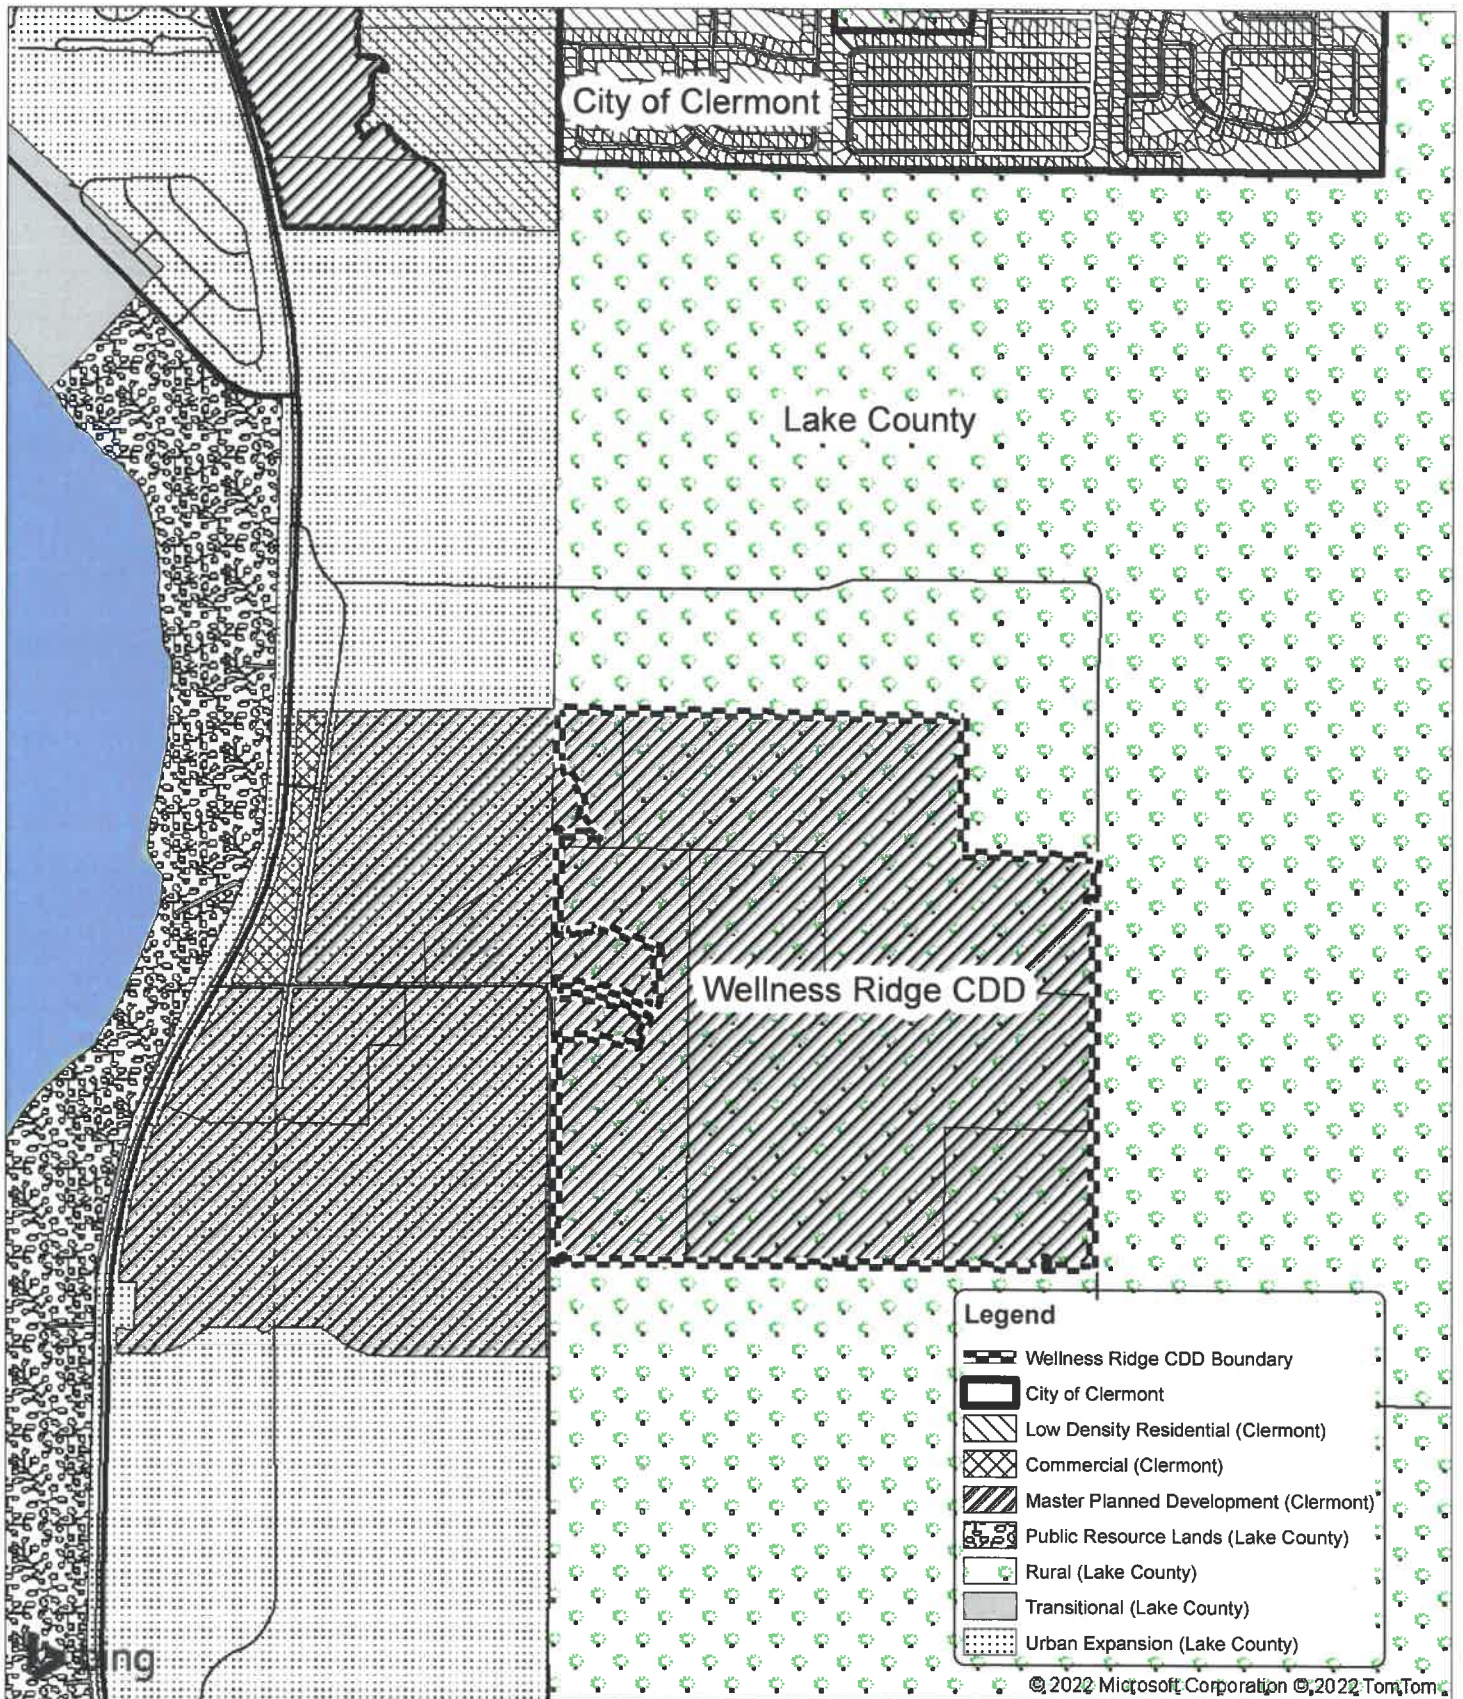 City of Clermont
Lake County
Wellness Ridge CDD
Legend
Wellness Ridge CDD Boundary
City of Clermont
Low Density Residential (Clermont)
Commercial (Clermont)
Master Planned Development (Clermont)
Public Resource Lands (Lake County)
Rural (Lake County)
Transitional (Lake County)
Urban Expansion (Lake County)
© 2022 Microsoft Corporation © 2022 TomTom